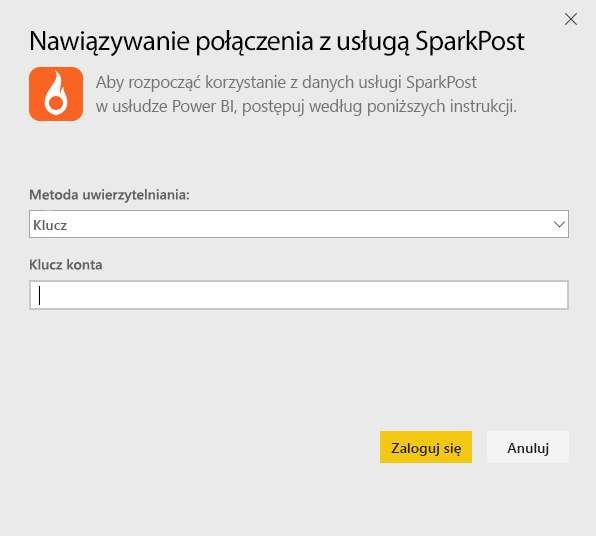 Nawiązywanie połączenia z usługą SparkPost
Aby rozpocząć korzystanie z danych usługi SparkPost
w usłudze Power BI, postępuj według poniższych instrukcji.
Metoda uwierzytelniania:
Klucz
Klucz konta
Zaloguj się
Anuluj